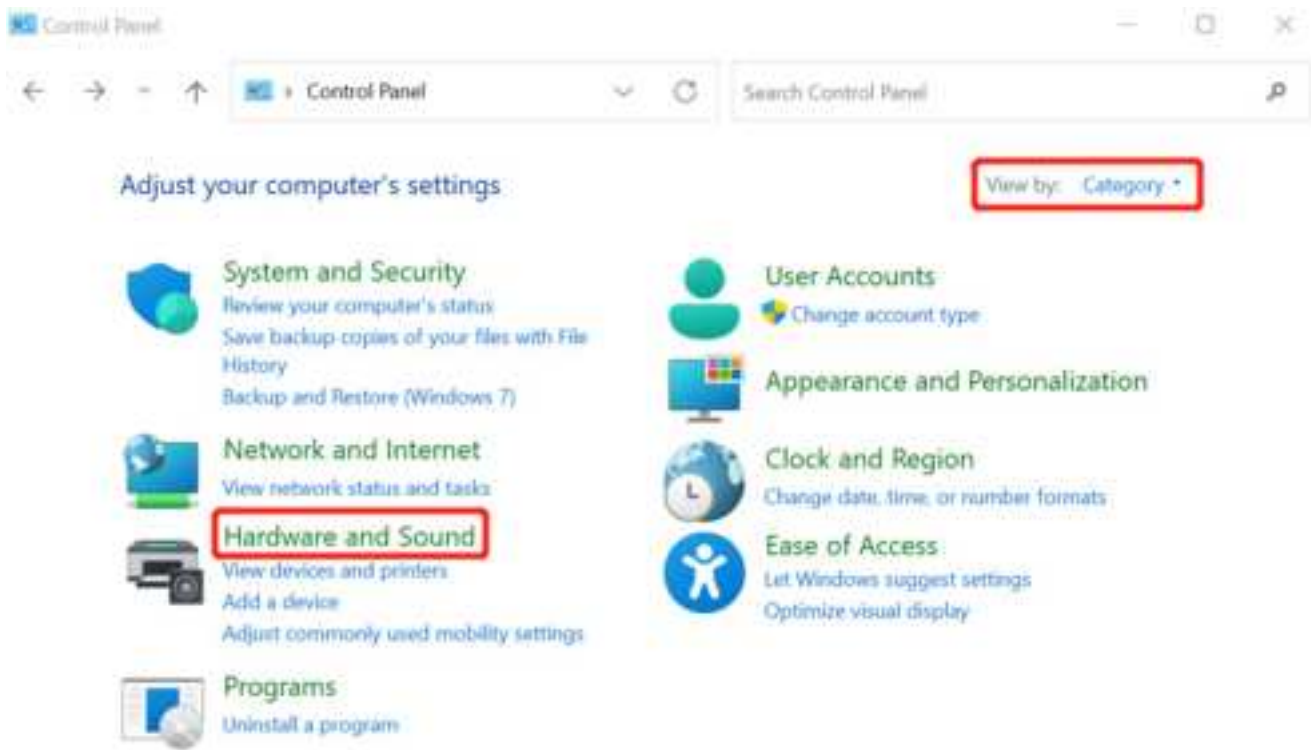 Control Panel
Control Panel
Search Control Panel
Adjust your computer's settings
View by: Category
System and Security
Review your computer's status
Save backup copies of your files with File
History
Backup and Restore (Windows 7)
Network and Internet
View network status and tasks
Hardware and Sound
View devices and printers
Add a device
Adjust commonly used mobility settings
Programs
Uninstall a program
User Accounts
Change account type
Appearance and Personalization
Clock and Region
Change date, time, or number formats
Ease of Access
Let Windows suggest settings
Optimize visual display